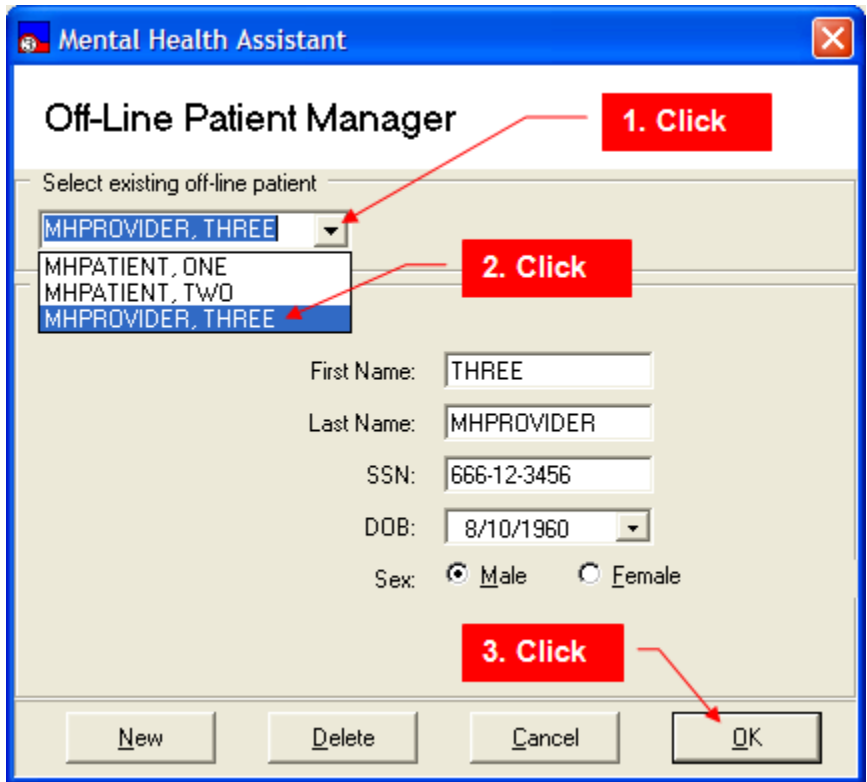 Mental Health Assistant
Off-Line Patient Manager
1. Click
Select existing off-line patient
MHPROVIDER, THREE
MHPATIENT, ONE
2. Click
MHPATIENT, TWO
MHPROVIDER, THREE
First Name: THREE
Last Name: MHPROVIDER
SSN: 666-12-3456
DOB: 8/10/1960
Sex: Male Female
3. Click
New Delete Cancel OK